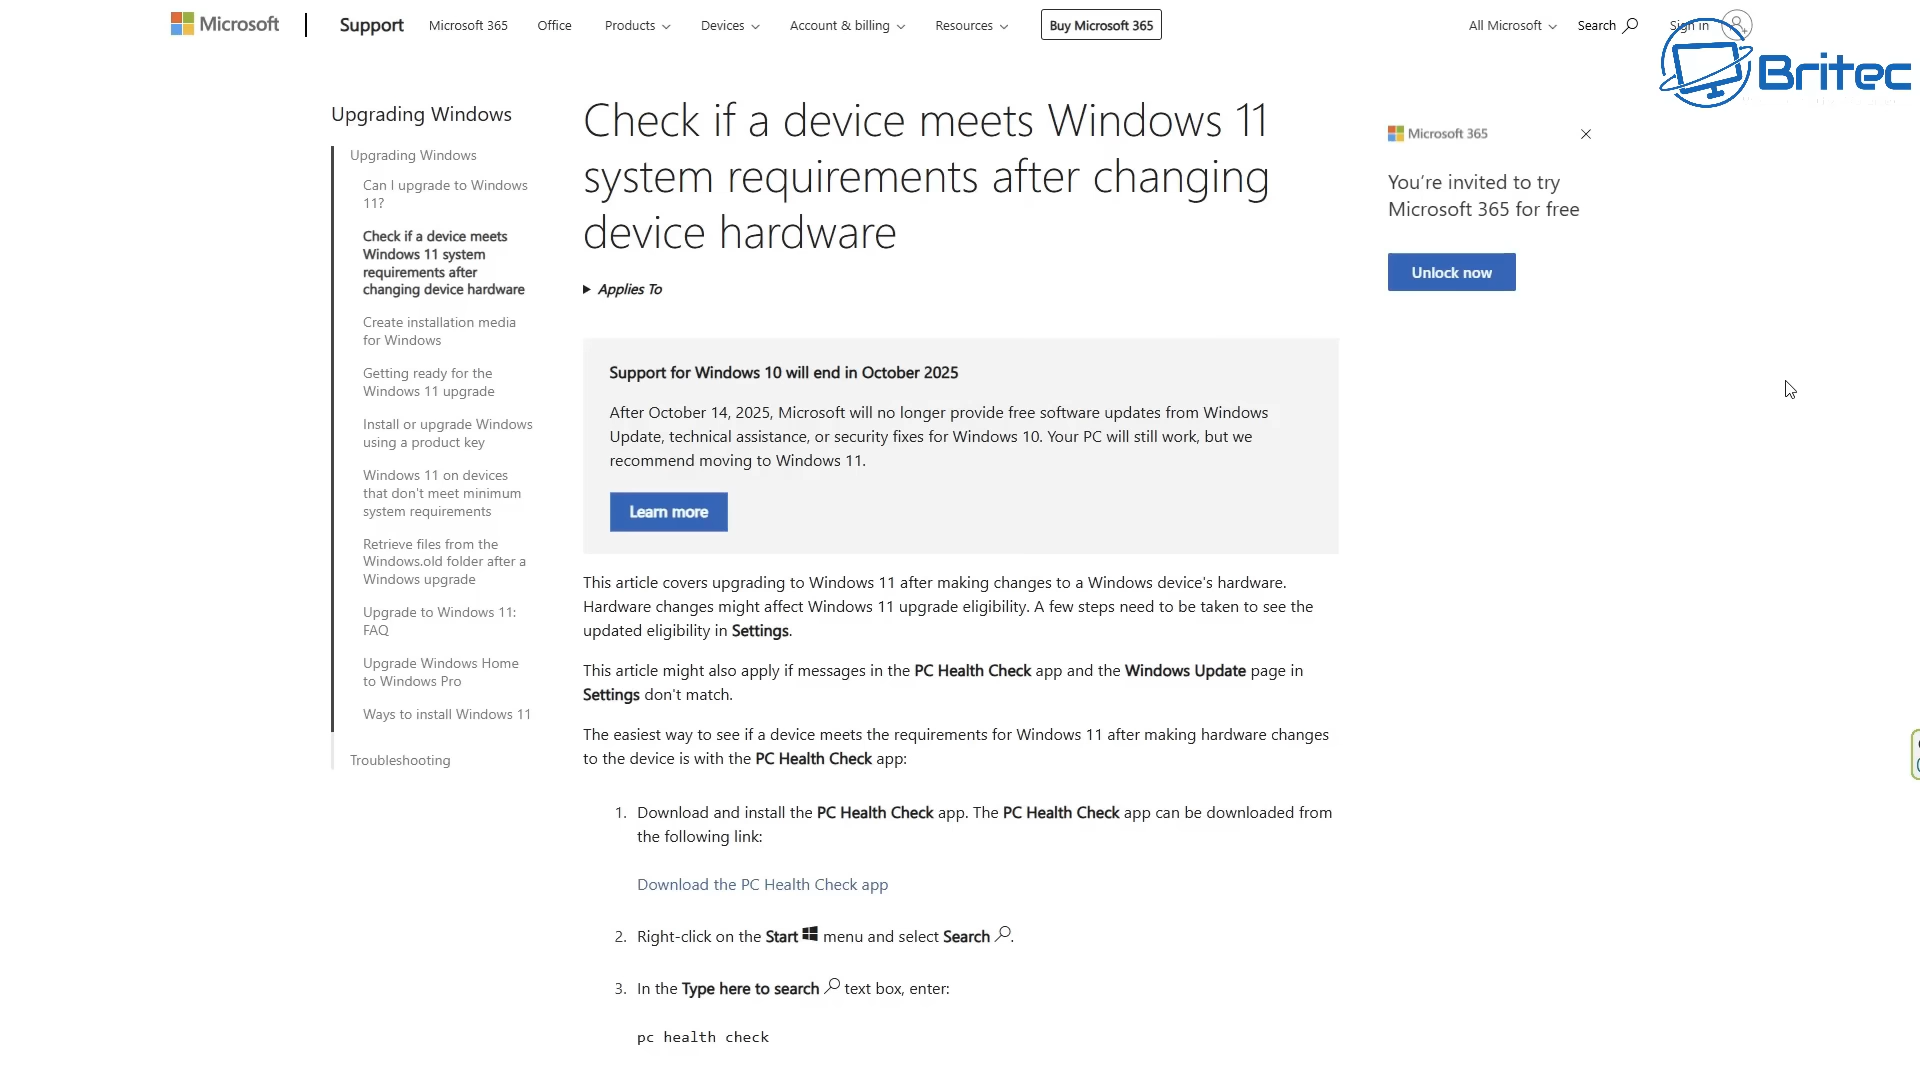 Microsoft
Support
Microsoft 365
Office
Products
Devices
Account & billing
Resources
Buy Microsoft 365
All Microsoft
Search
Sign in
Britec
Upgrading Windows
Upgrading Windows
Can I upgrade to Windows
11?
Check if a device meets
Windows 11 system
requirements after
changing device hardware
Create installation media
for Windows
Getting ready for the
Windows 11 upgrade
Install or upgrade Windows
using a product key
Windows 11 on devices
that don't meet minimum
system requirements
Retrieve files from the
Windows.old folder after a
Windows upgrade
Upgrade to Windows 11:
FAQ
Upgrade Windows Home
to Windows Pro
Ways to install Windows 11
Troubleshooting
Check if a device meets Windows 11
system requirements after changing
device hardware
Applies To
Support for Windows 10 will end in October 2025
After October 14, 2025, Microsoft will no longer provide free software updates from Windows
Update, technical assistance, or security fixes for Windows 10. Your PC will still work, but we
recommend moving to Windows 11.
Learn more
This article covers upgrading to Windows 11 after making changes to a Windows device's hardware.
Hardware changes might affect Windows 11 upgrade eligibility. A few steps need to be taken to see the
updated eligibility in Settings.
This article might also apply if messages in the PC Health Check app and the Windows Update page in
Settings don't match.
The easiest way to see if a device meets the requirements for Windows 11 after making hardware changes
to the device is with the PC Health Check app:
1. Download and install the PC Health Check app. The PC Health Check app can be downloaded from
the following link:
Download the PC Health Check app
2. Right-click on the Start menu and select Search .
3. In the Type here to search text box, enter:
pc health check
Microsoft 365
You're invited to try
Microsoft 365 for free
Unlock now